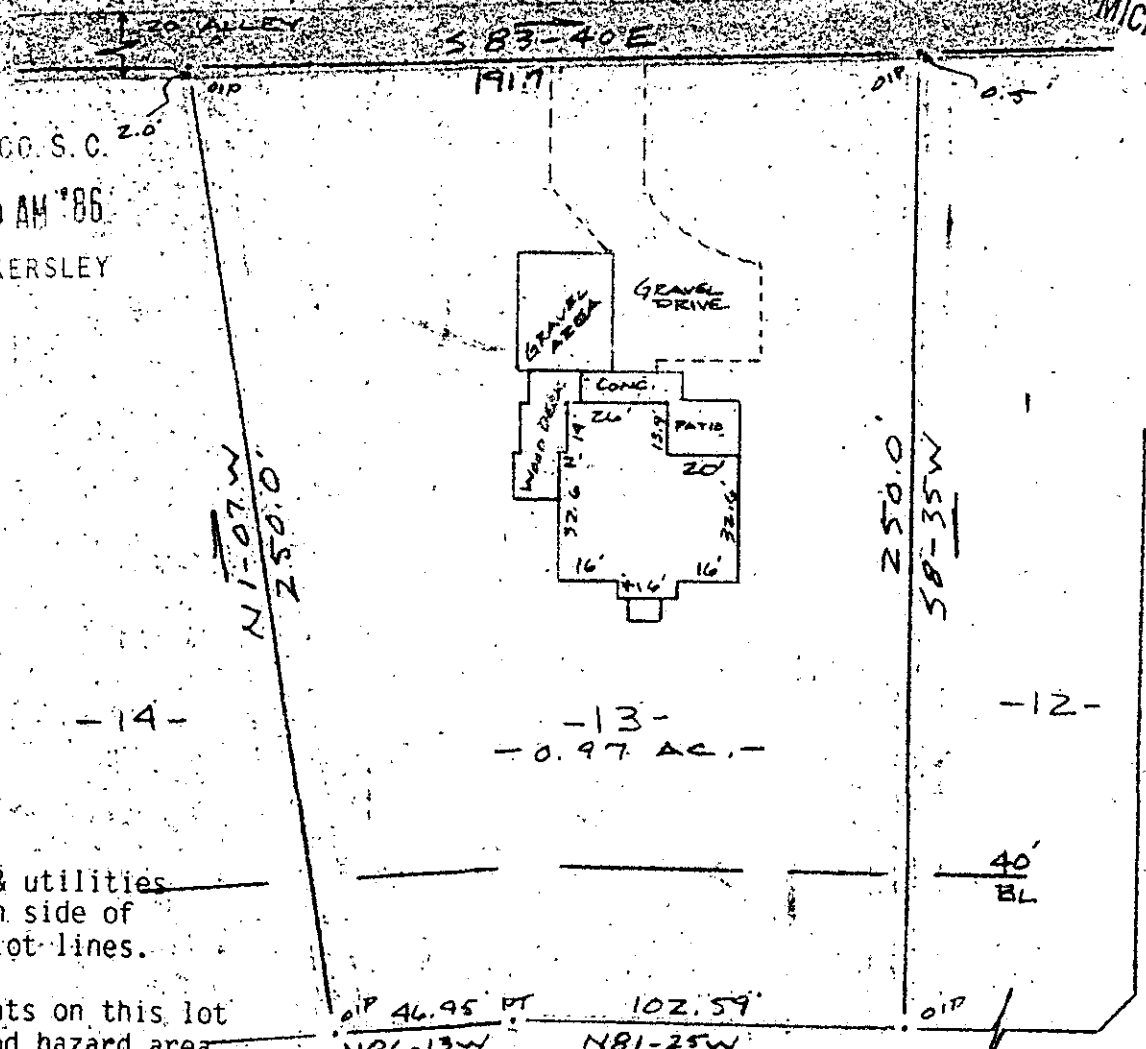 20' ALLEY
S 83-40 E
191.7'
OIP
OIP
2.0'
0.5'
CO. S. C.
AM '86
KERSLEY
GRAVEL
AREA
GRAVEL
DRIVE
CONC.
WOOD DECK
26'
14'
13.9'
PATIO
20'
32.6'
32.6'
16'
16'
16'
N 1-07 W
250.0'
250.0'
S 8-35 W
-14-
-13-
-0.97 AC.-
-12-
40'
BL
& utilities
side of
lot lines.
OIP
46.95
PT
102.59'
OIP
nts on this lot
hazard area
N81-25W